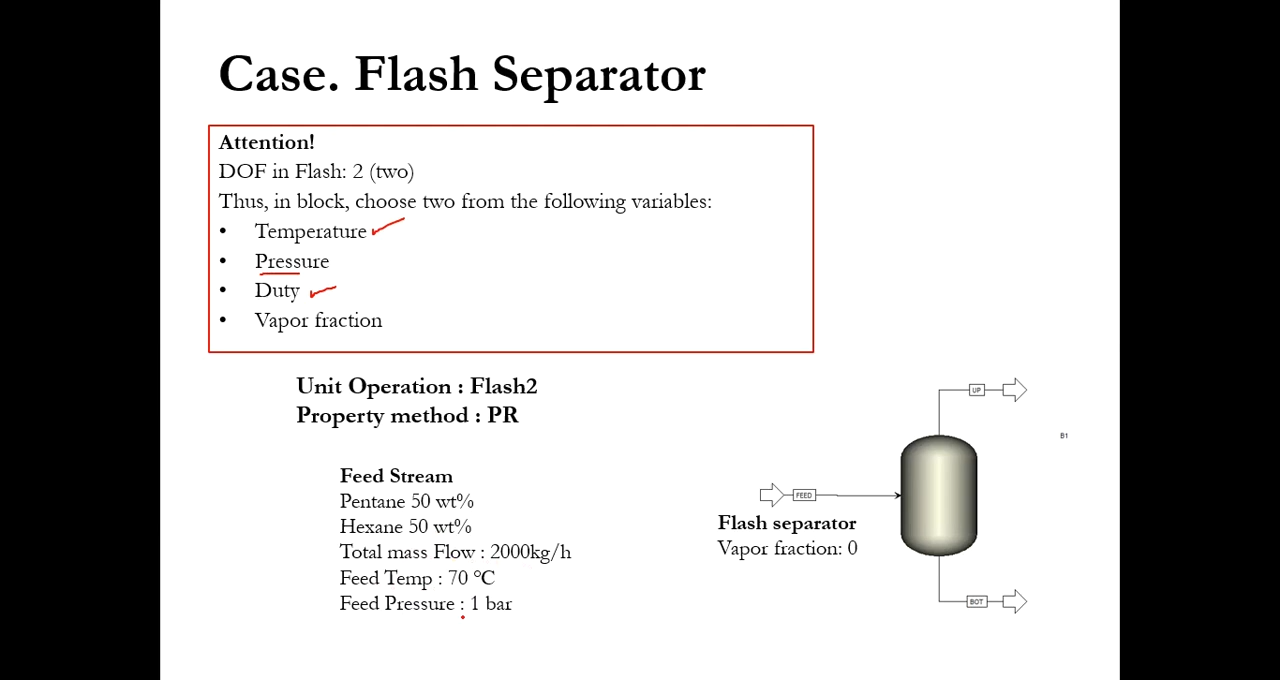 Case. Flash Separator
Attention!
DOF in Flash: 2 (two)
Thus, in block, choose two from the following variables:
• Temperature
• Pressure
• Duty
• Vapor fraction
Unit Operation : Flash2
Property method : PR
Feed Stream
Pentane 50 wt%
Hexane 50 wt%
Total mass Flow : 2000kg/h
Feed Temp : 70 ℃
Feed Pressure : 1 bar
UP
B1
FEED
Flash separator
Vapor fraction: 0
BOT